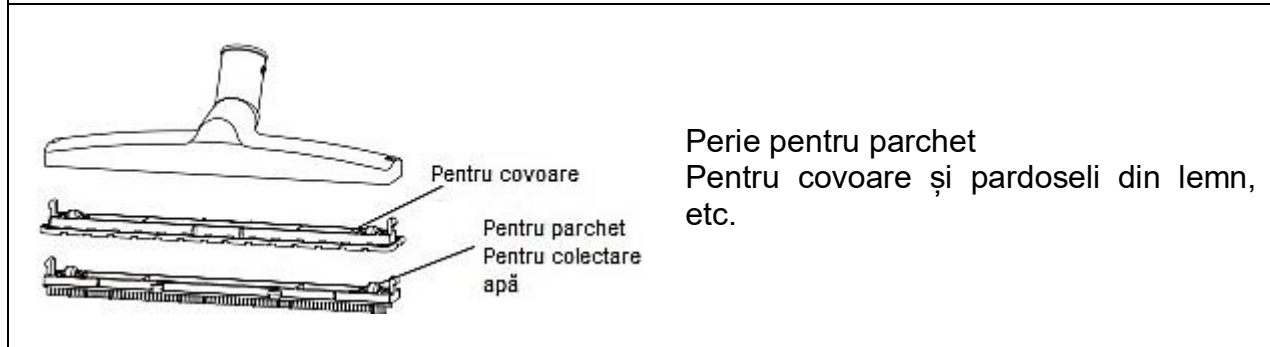 Pentru covoare
Pentru parchet
Pentru colectare
apă
Perie pentru parchet
Pentru covoare și pardoseli din lemn,
etc.